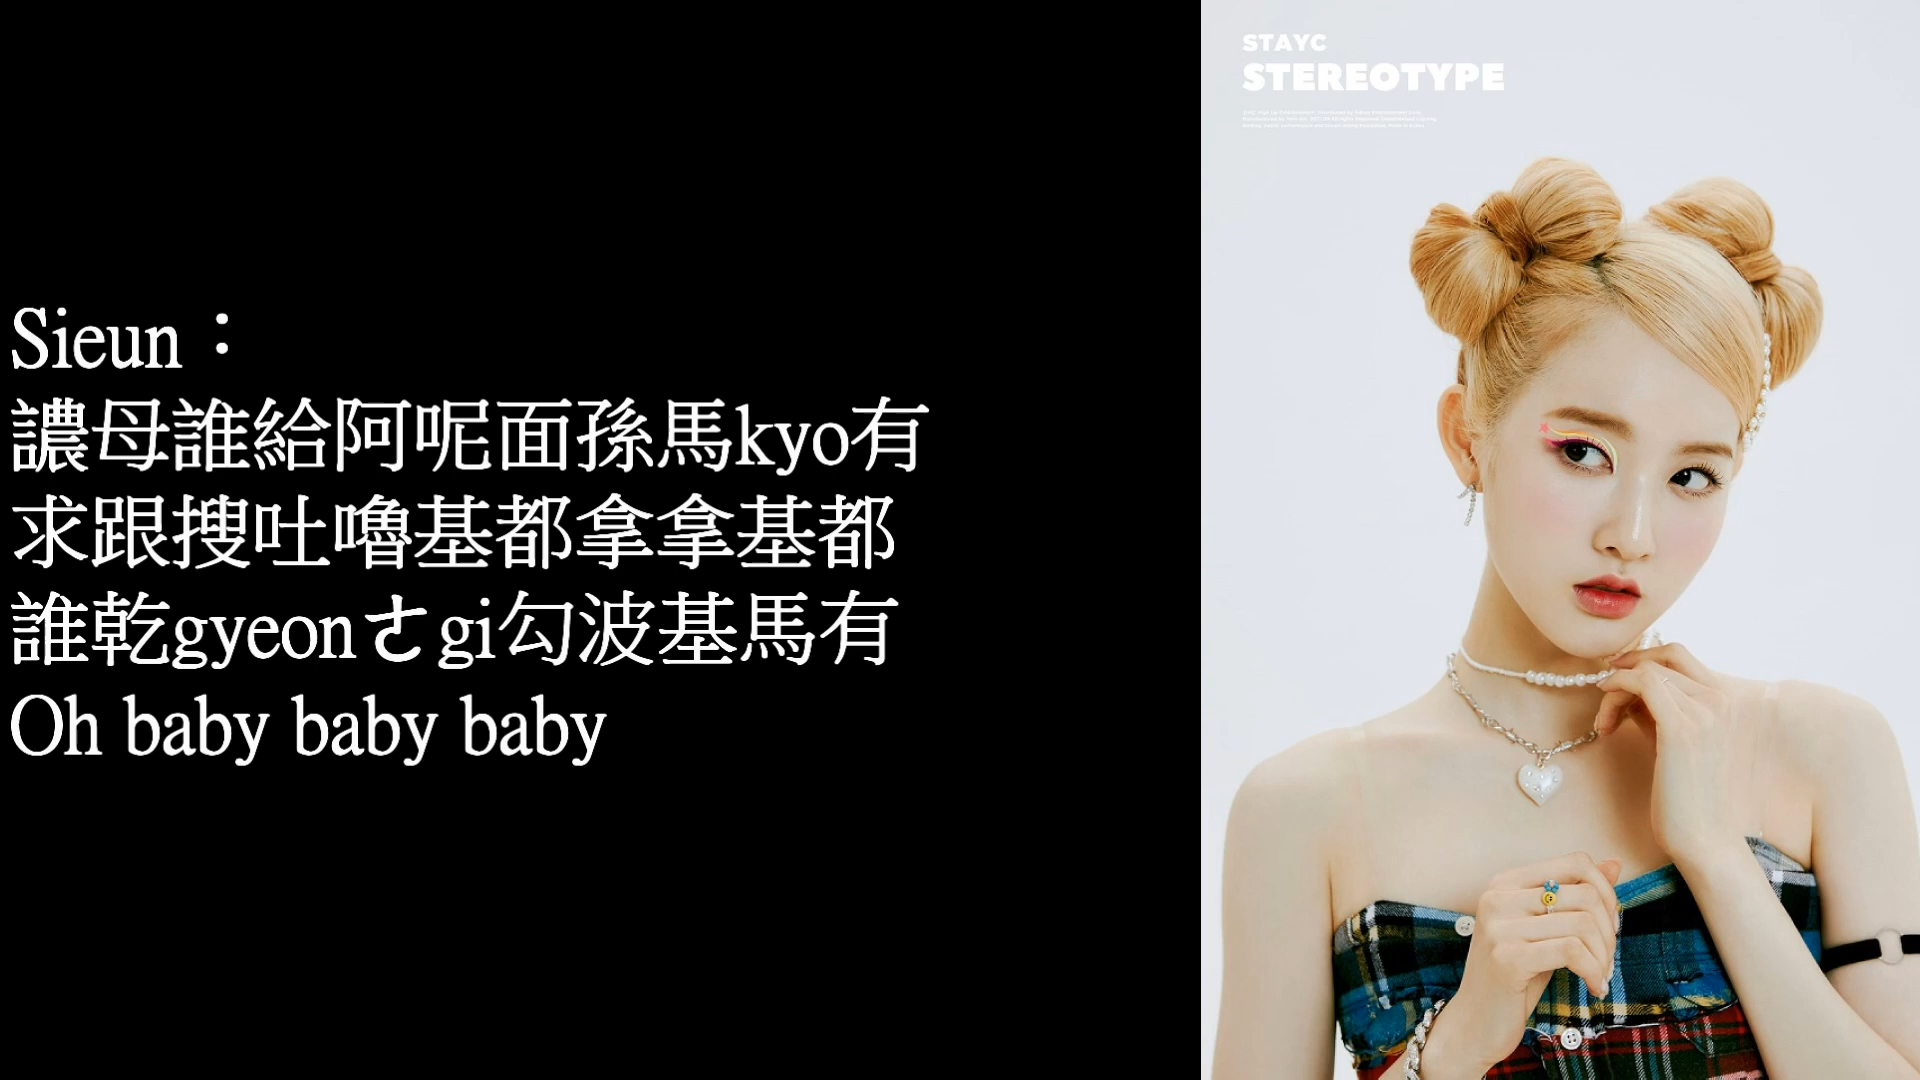 Sieun：
譨母誰給阿呢面孫馬kyo有
求跟搜吐嚕基都拿拿基都
誰乾gyeonㄜgi勾波基馬有
Oh baby baby baby
STAYC
STEREOTYPE